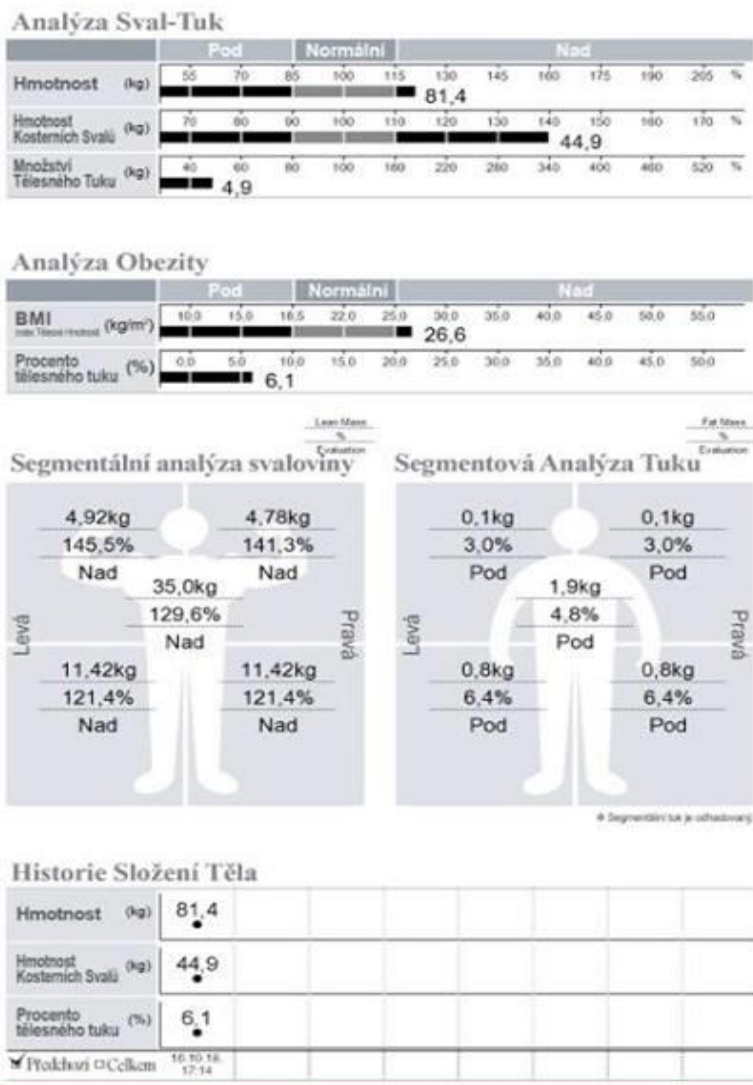 Analýza Sval-Tuk
Pod Normální Nad
Hmotnost (kg) 55 70 85 100 115 130 145 160 175 190 205 %
81,4
Hmotnost Kosterních Svalů (kg) 70 80 90 100 110 120 130 140 150 160 170 %
44,9
Množství Tělesného Tuku (kg) 40 60 80 100 160 220 280 340 400 460 520 %
4,9
Analýza Obezity
Pod Normální Nad
BMI (kg/m²) 10,0 15,0 18,5 22,0 25,0 30,0 35,0 40,0 45,0 50,0 55,0
26,6
Procento tělesného tuku (%) 0,0 5,0 10,0 15,0 20,0 25,0 30,0 35,0 40,0 45,0 50,0
6,1
Lean Mass
%
Evaluation
Segmentální analýza svaloviny
4,92kg 4,78kg
145,5% 141,3%
Nad Nad
35,0kg
129,6%
Nad
Levá Pravá
11,42kg 11,42kg
121,4% 121,4%
Nad Nad
Fat Mass
%
Evaluation
Segmentová Analýza Tuku
0,1kg 0,1kg
3,0% 3,0%
Pod Pod
1,9kg
4,8%
Pod
Levá Pravá
0,8kg 0,8kg
6,4% 6,4%
Pod Pod
* Segmentální tuk je odhadovaný
Historie Složení Těla
Hmotnost (kg) 81,4
Hmotnost Kosterních Svalů (kg) 44,9
Procento tělesného tuku (%) 6,1
Předchozí Celkem
17:14